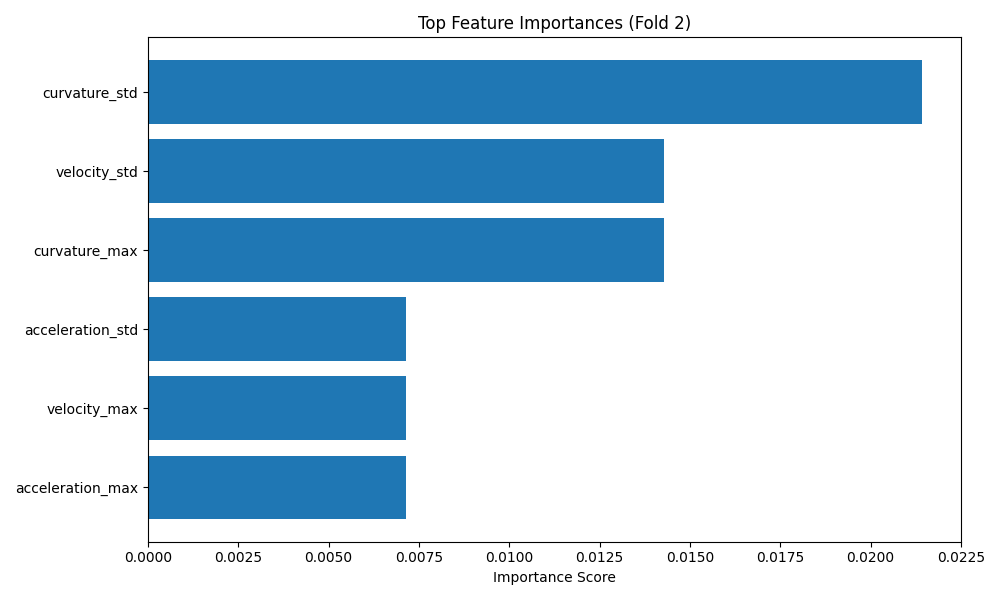 Top Feature Importances (Fold 2)
curvature_std
velocity_std
curvature_max
acceleration_std
velocity_max
acceleration_max
0.0000 0.0025 0.0050 0.0075 0.0100 0.0125 0.0150 0.0175 0.0200 0.0225
Importance Score